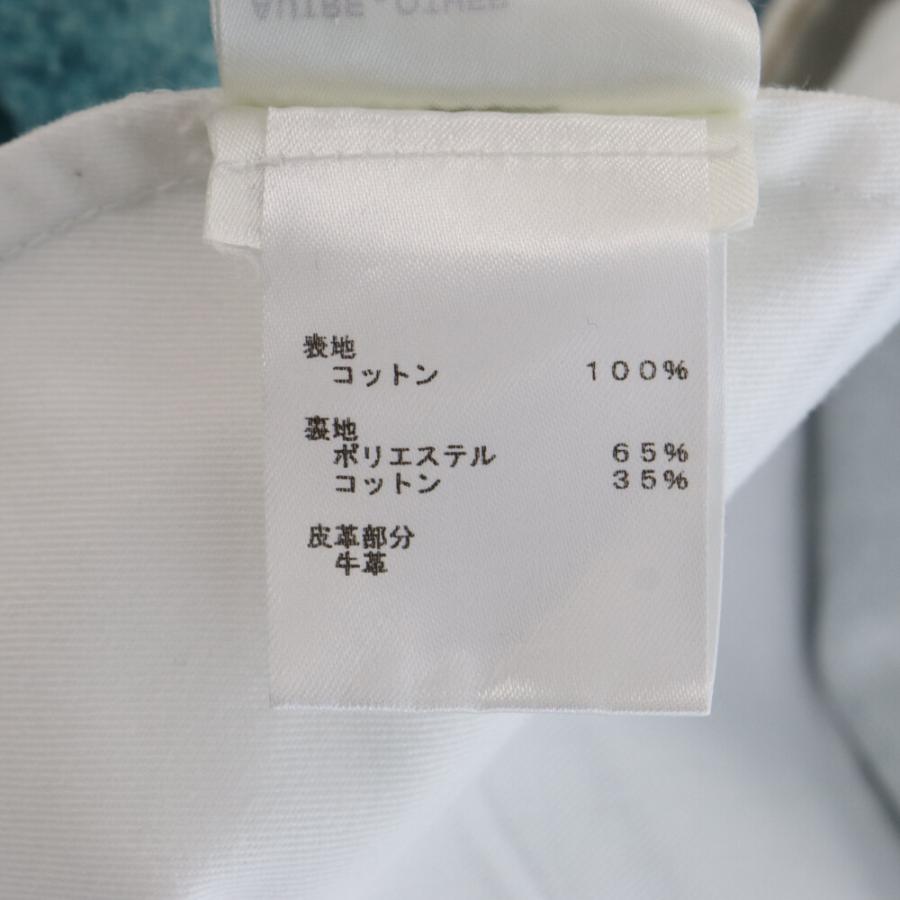 表地
コットン 100%
裏地
ポリエステル 65%
コットン 35%
皮革部分
牛革